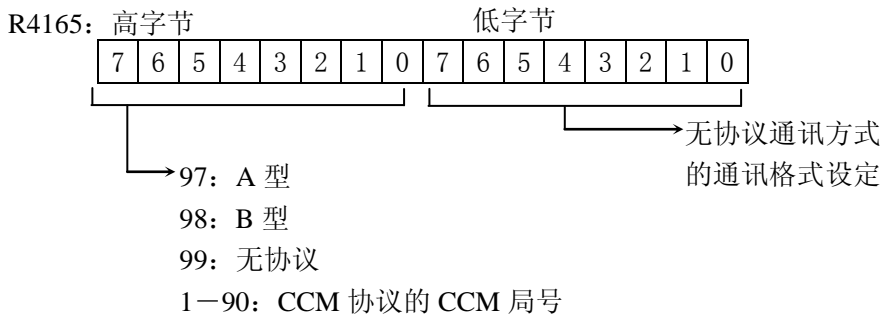 R4165：高字节 低字节
7 6 5 4 3 2 1 0 7 6 5 4 3 2 1 0
无协议通讯方式
的通讯格式设定
97：A 型
98：B 型
99：无协议
1－90：CCM 协议的 CCM 局号